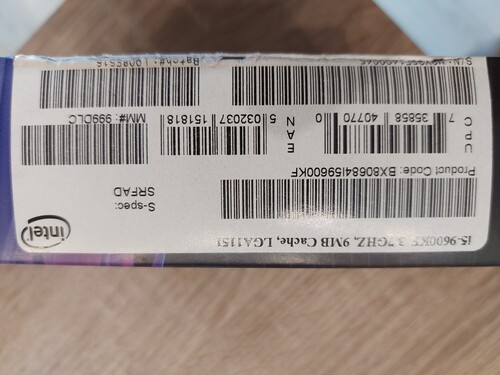 i5-9600KF 3.7GHZ, 9MB Cache, LGA1151
intel
S-spec:
SRFAD
Product Code: BX80684I59600KF
UPC
7 35858 40770 0
EAN
5 032037 151818
MM#: 999DLC
S/N:
Batch#: